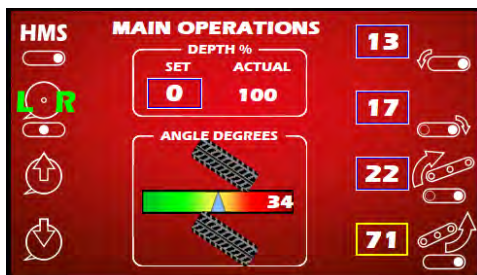 HMS
MAIN OPERATIONS
DEPTH %
SET ACTUAL
0 100
L R
ANGLE DEGREES
34
13
17
22
71